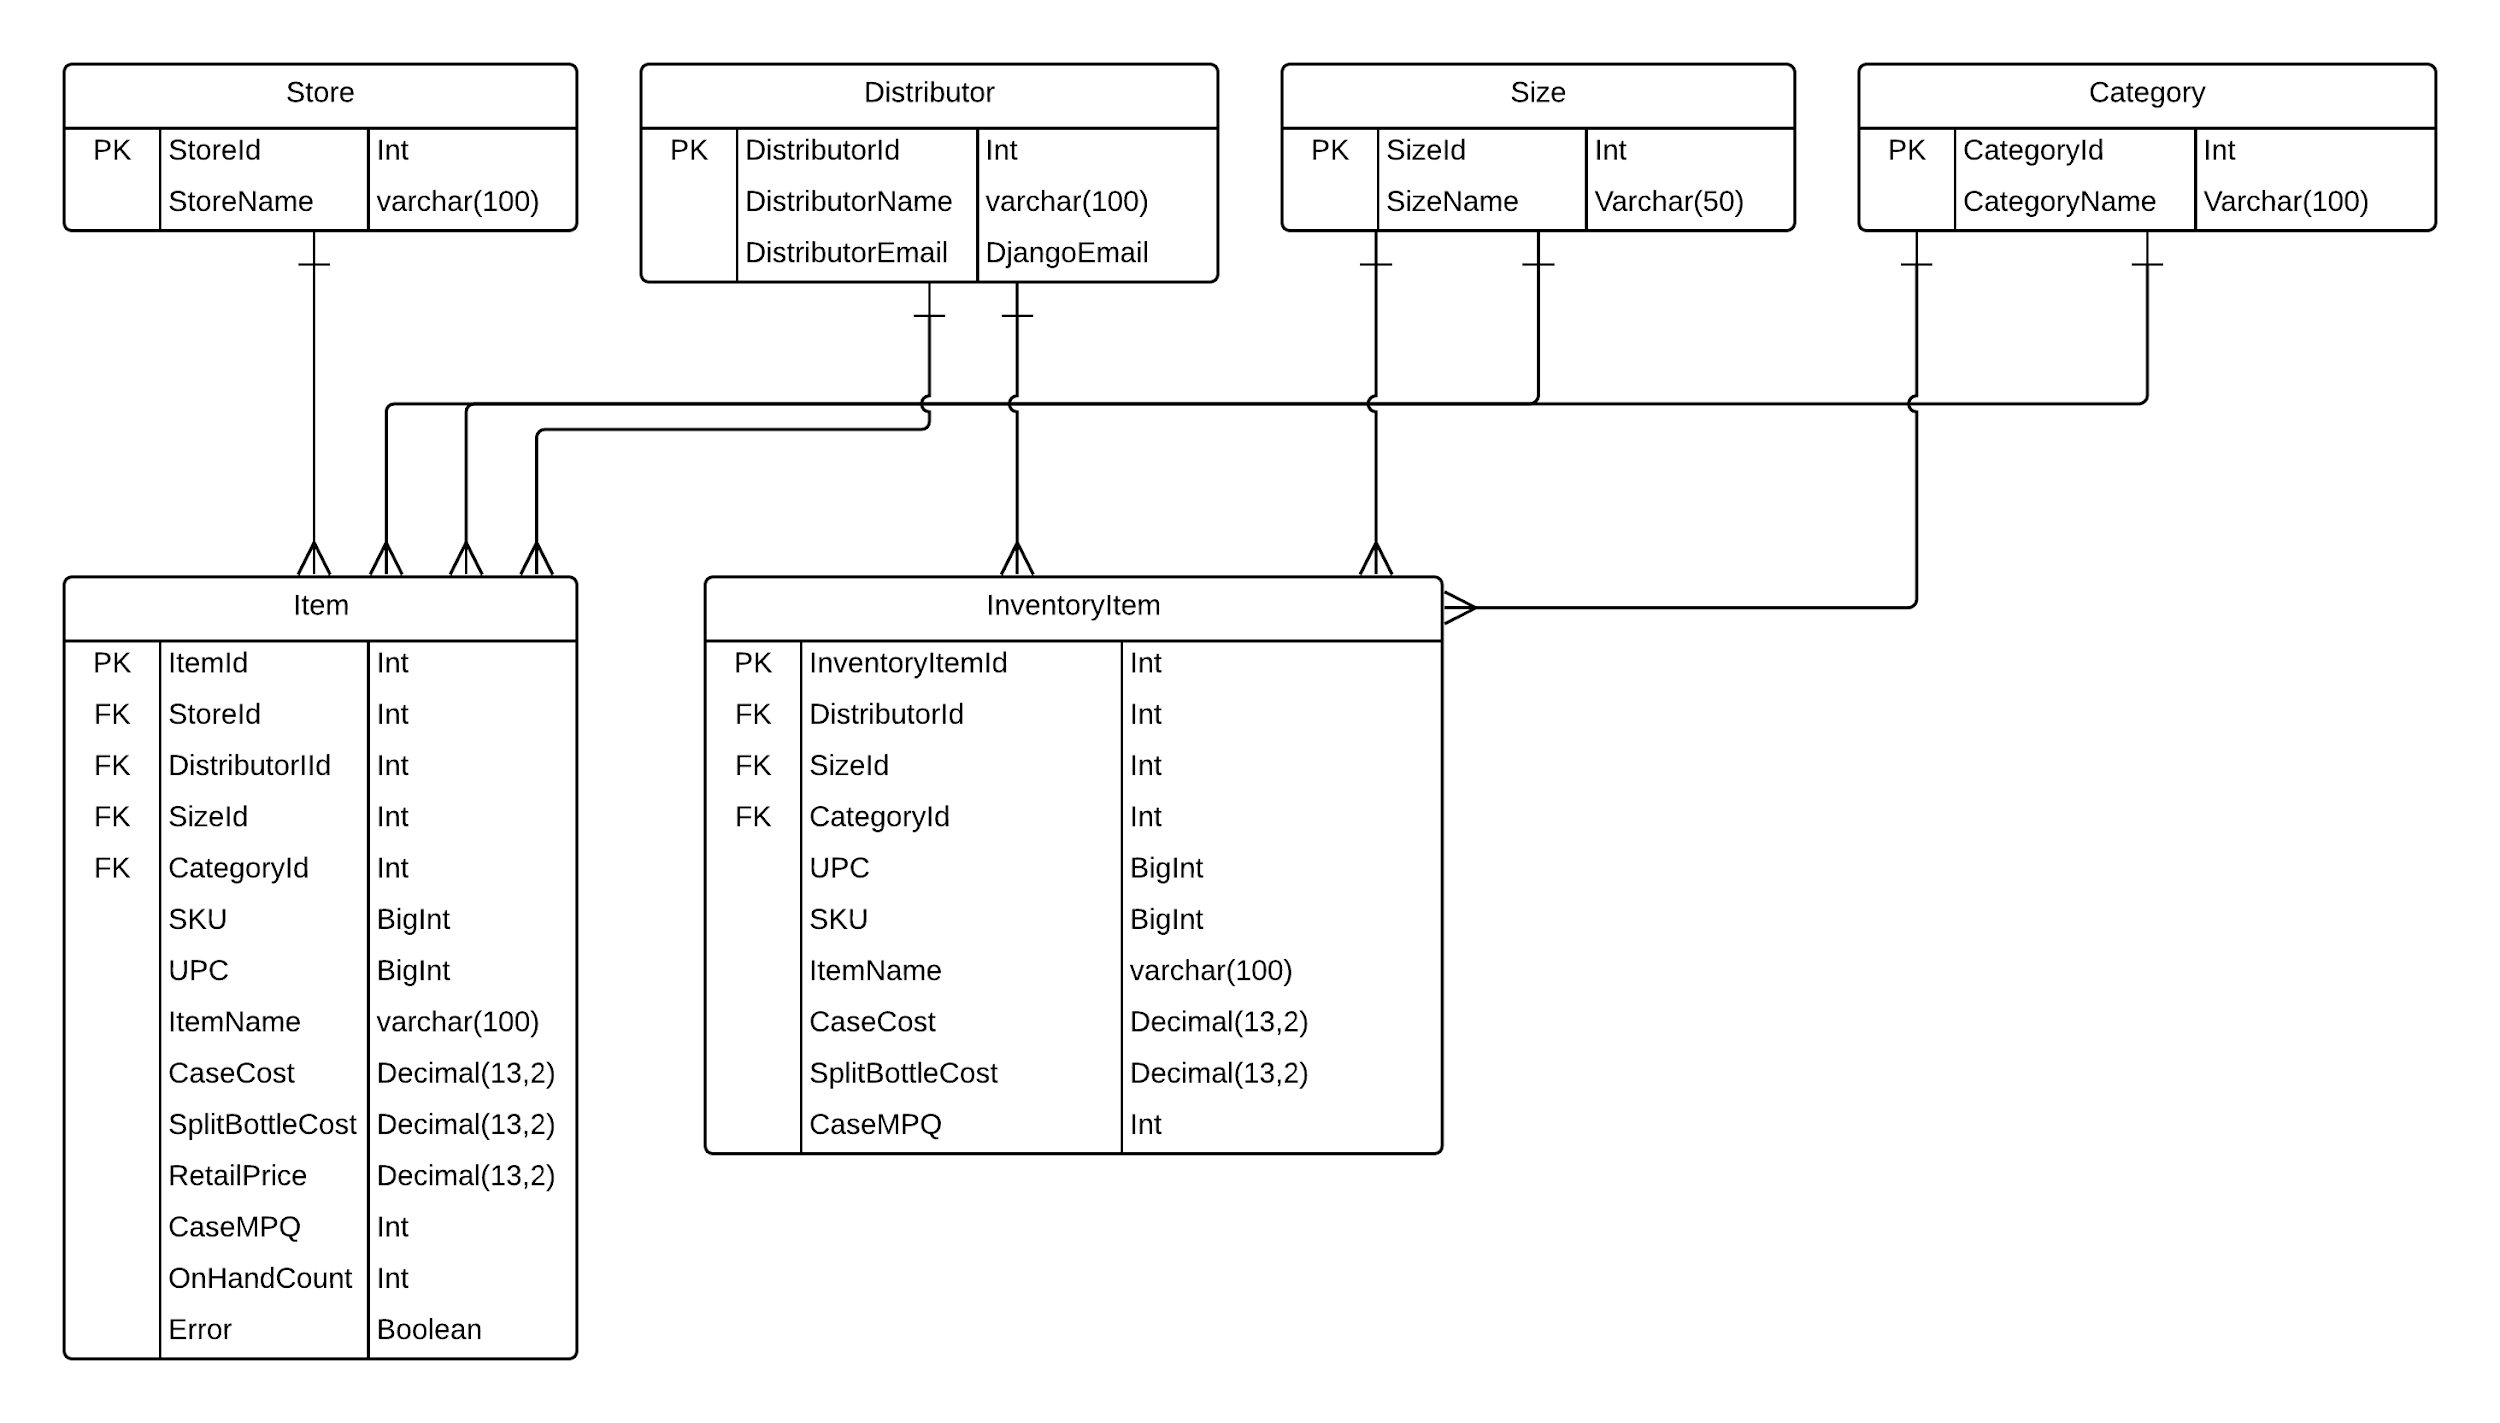 Store
PK StoreId Int
StoreName varchar(100)
Distributor
PK DistributorId Int
DistributorName varchar(100)
DistributorEmail DjangoEmail
Size
PK SizeId Int
SizeName Varchar(50)
Category
PK CategoryId Int
CategoryName Varchar(100)
Item
PK ItemId Int
FK StoreId Int
FK DistributorIId Int
FK SizeId Int
FK CategoryId Int
SKU BigInt
UPC BigInt
ItemName varchar(100)
CaseCost Decimal(13,2)
SplitBottleCost Decimal(13,2)
RetailPrice Decimal(13,2)
CaseMPQ Int
OnHandCount Int
Error Boolean
InventoryItem
PK InventoryItemId Int
FK DistributorId Int
FK SizeId Int
FK CategoryId Int
UPC BigInt
SKU BigInt
ItemName varchar(100)
CaseCost Decimal(13,2)
SplitBottleCost Decimal(13,2)
CaseMPQ Int